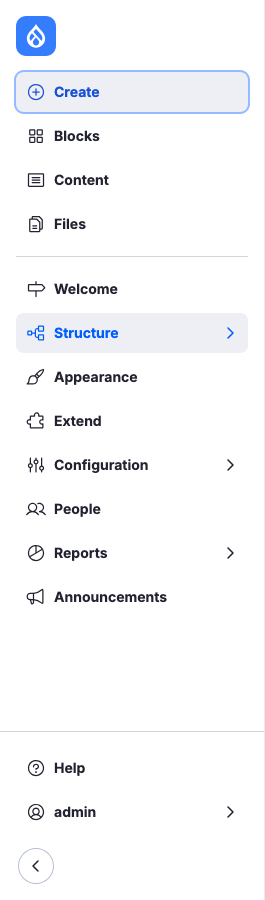 Create
Blocks
Content
Files
Welcome
Structure
Appearance
Extend
Configuration
People
Reports
Announcements
Help
admin